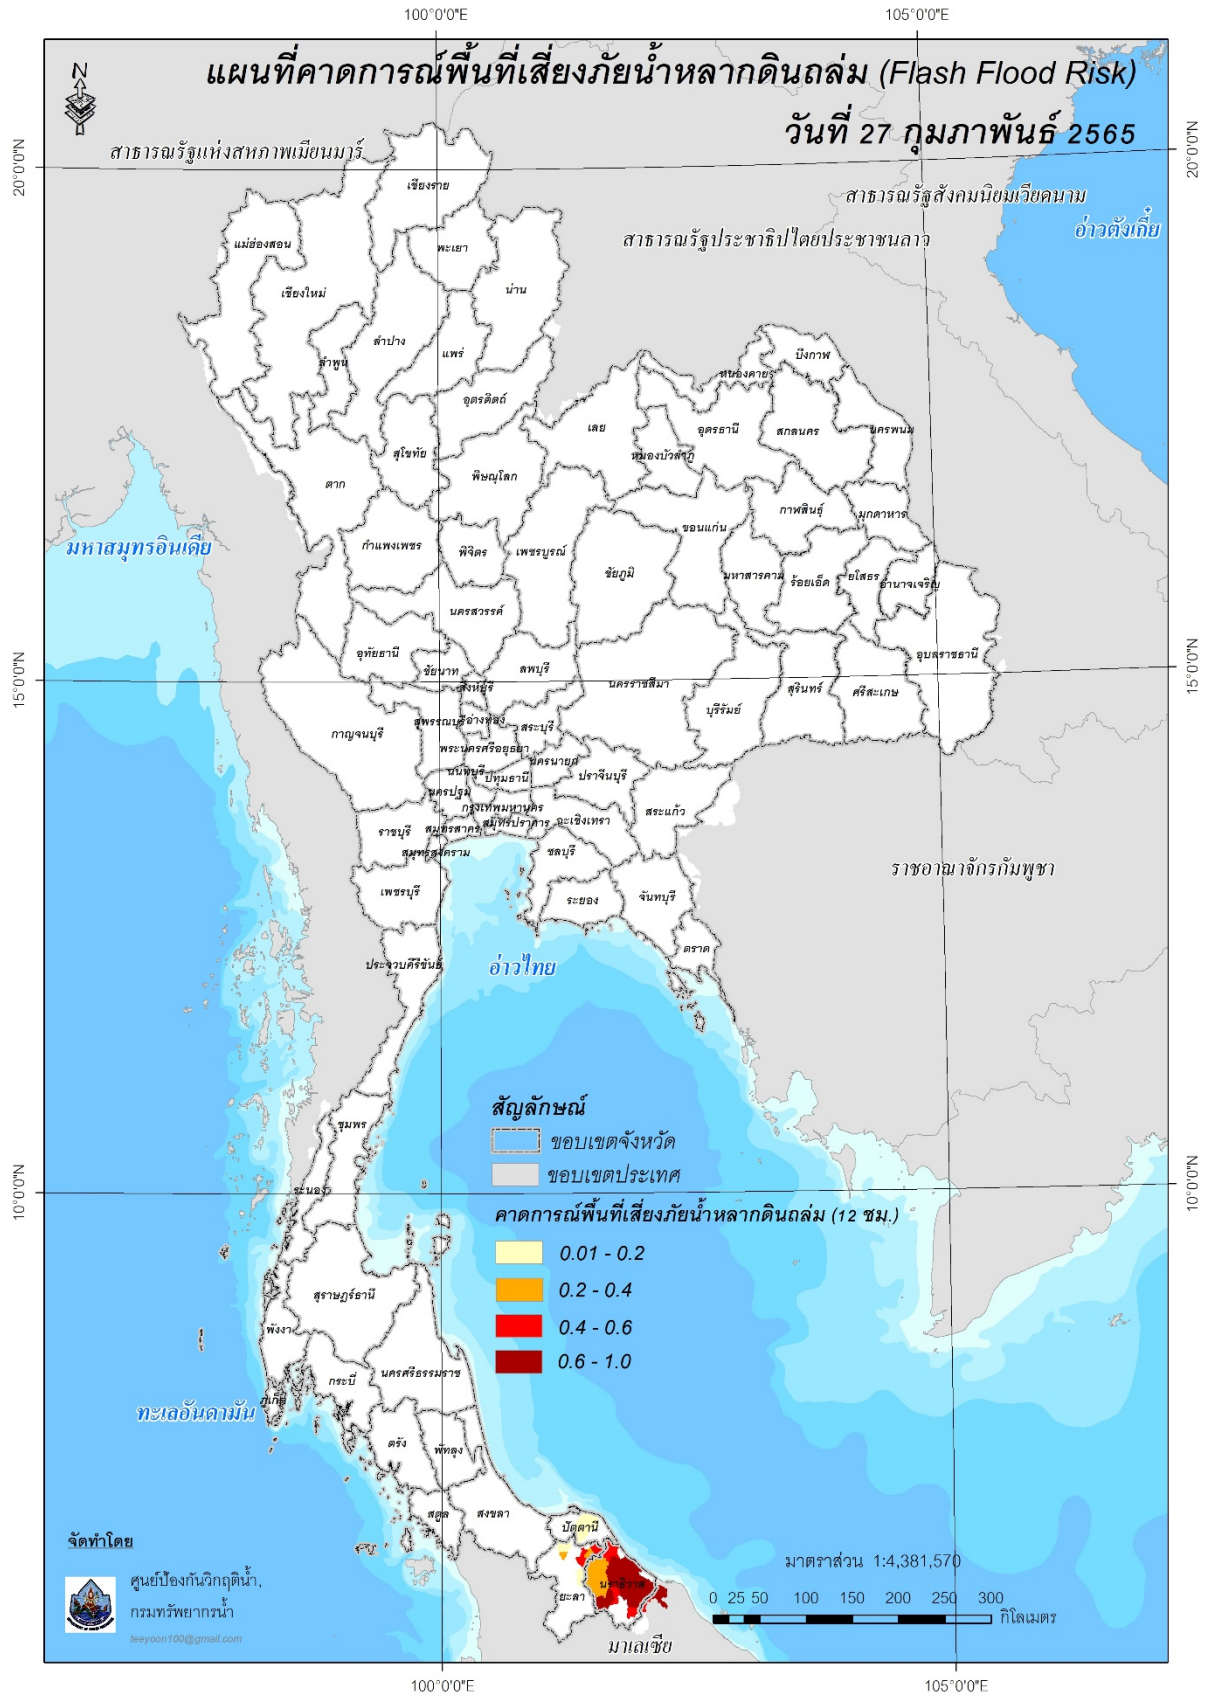 100°0'0"E
105°0'0"E
แผนที่คาดการณ์พื้นที่เสี่ยงภัยน้ำหลากดินถล่ม (Flash Flood Risk)
วันที่ 27 กุมภาพันธ์ 2565
N
20°0'0"N
20°0'0"N
สาธารณรัฐแห่งสหภาพเมียนมาร์
สาธารณรัฐสังคมนิยมเวียดนาม
สาธารณรัฐประชาธิปไตยประชาชนลาว
อ่าวตังเกี๋ย
เชียงราย
พะเยา
แม่ฮ่องสอน
น่าน
เชียงใหม่
ลำปาง
แพร่
ลำพูน
บึงกาฬ
หนองคาย
อุตรดิตถ์
เลย
อุดรธานี
สกลนคร
นครพนม
สุโขทัย
หนองบัวลำภู
พิษณุโลก
ตาก
กาฬสินธุ์
มุกดาหาร
ขอนแก่น
มหาสมุทรอินเดีย
กำแพงเพชร
พิจิตร
เพชรบูรณ์
ชัยภูมิ
มหาสารคาม
ร้อยเอ็ด
ยโสธร
อำนาจเจริญ
นครสวรรค์
อุทัยธานี
ชัยนาท
ลพบุรี
อุบลราชธานี
15°0'0"N
15°0'0"N
สิงห์บุรี
นครราชสีมา
สุรินทร์
ศรีสะเกษ
บุรีรัมย์
สุพรรณบุรี
อ่างทอง
สระบุรี
กาญจนบุรี
พระนครศรีอยุธยา
นครนายก
นนทบุรี
ปทุมธานี
ปราจีนบุรี
นครปฐม
กรุงเทพมหานคร
สระแก้ว
ราชบุรี
สมุทรสาคร
สมุทรปราการ
ฉะเชิงเทรา
สมุทรสงคราม
ชลบุรี
ราชอาณาจักรกัมพูชา
เพชรบุรี
ระยอง
จันทบุรี
ตราด
ประจวบคีรีขันธ์
อ่าวไทย
สัญลักษณ์
ขอบเขตจังหวัด
ขอบเขตประเทศ
ชุมพร
ระนอง
10°0'0"N
10°0'0"N
คาดการณ์พื้นที่เสี่ยงภัยน้ำหลากดินถล่ม (12 ชม.)
0.01 - 0.2
0.2 - 0.4
0.4 - 0.6
0.6 - 1.0
สุราษฎร์ธานี
พังงา
นครศรีธรรมราช
กระบี่
ภูเก็ต
ทะเลอันดามัน
ตรัง
พัทลุง
สตูล
สงขลา
ปัตตานี
ยะลา
นราธิวาส
มาเลเซีย
จัดทำโดย
ศูนย์ป้องกันวิกฤติน้ำ,
กรมทรัพยากรน้ำ
teeyoon100@gmail.com
มาตราส่วน 1:4,381,570
0 25 50 100 150 200 250 300
กิโลเมตร
100°0'0"E
105°0'0"E